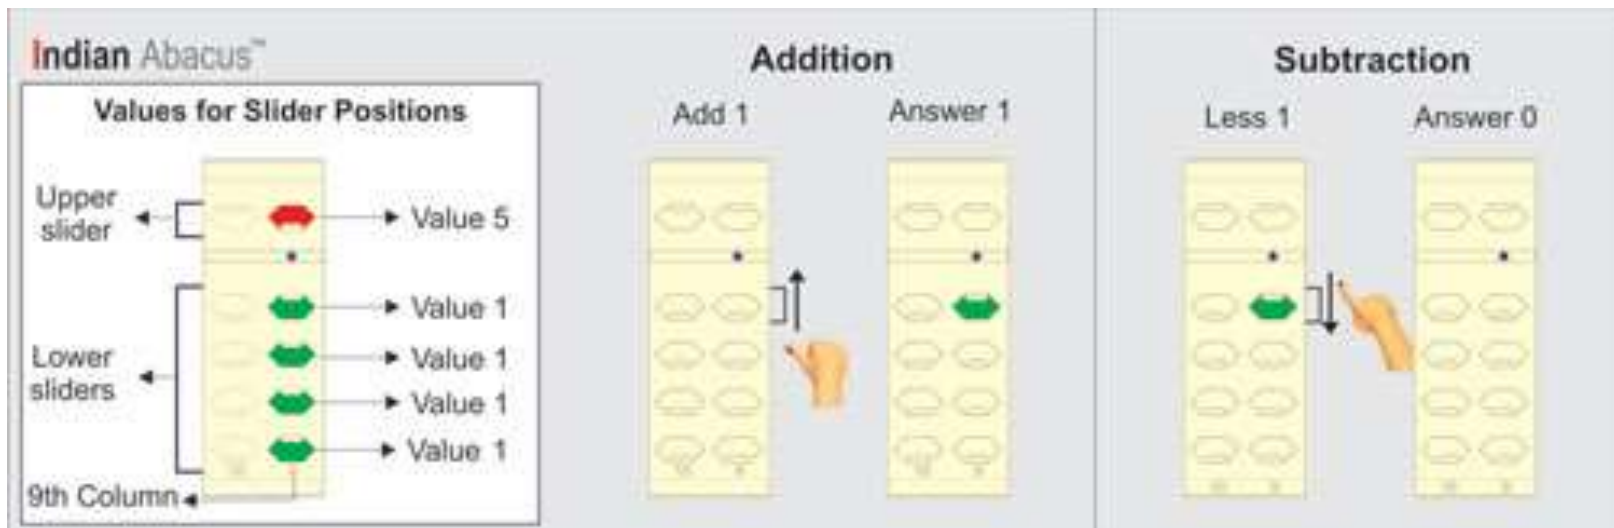 Indian Abacus™
Values for Slider Positions
Upper
slider
Value 5
Value 1
Lower
sliders
Value 1
Value 1
Value 1
9th Column
Addition
Add 1
Answer 1
Subtraction
Less 1
Answer 0